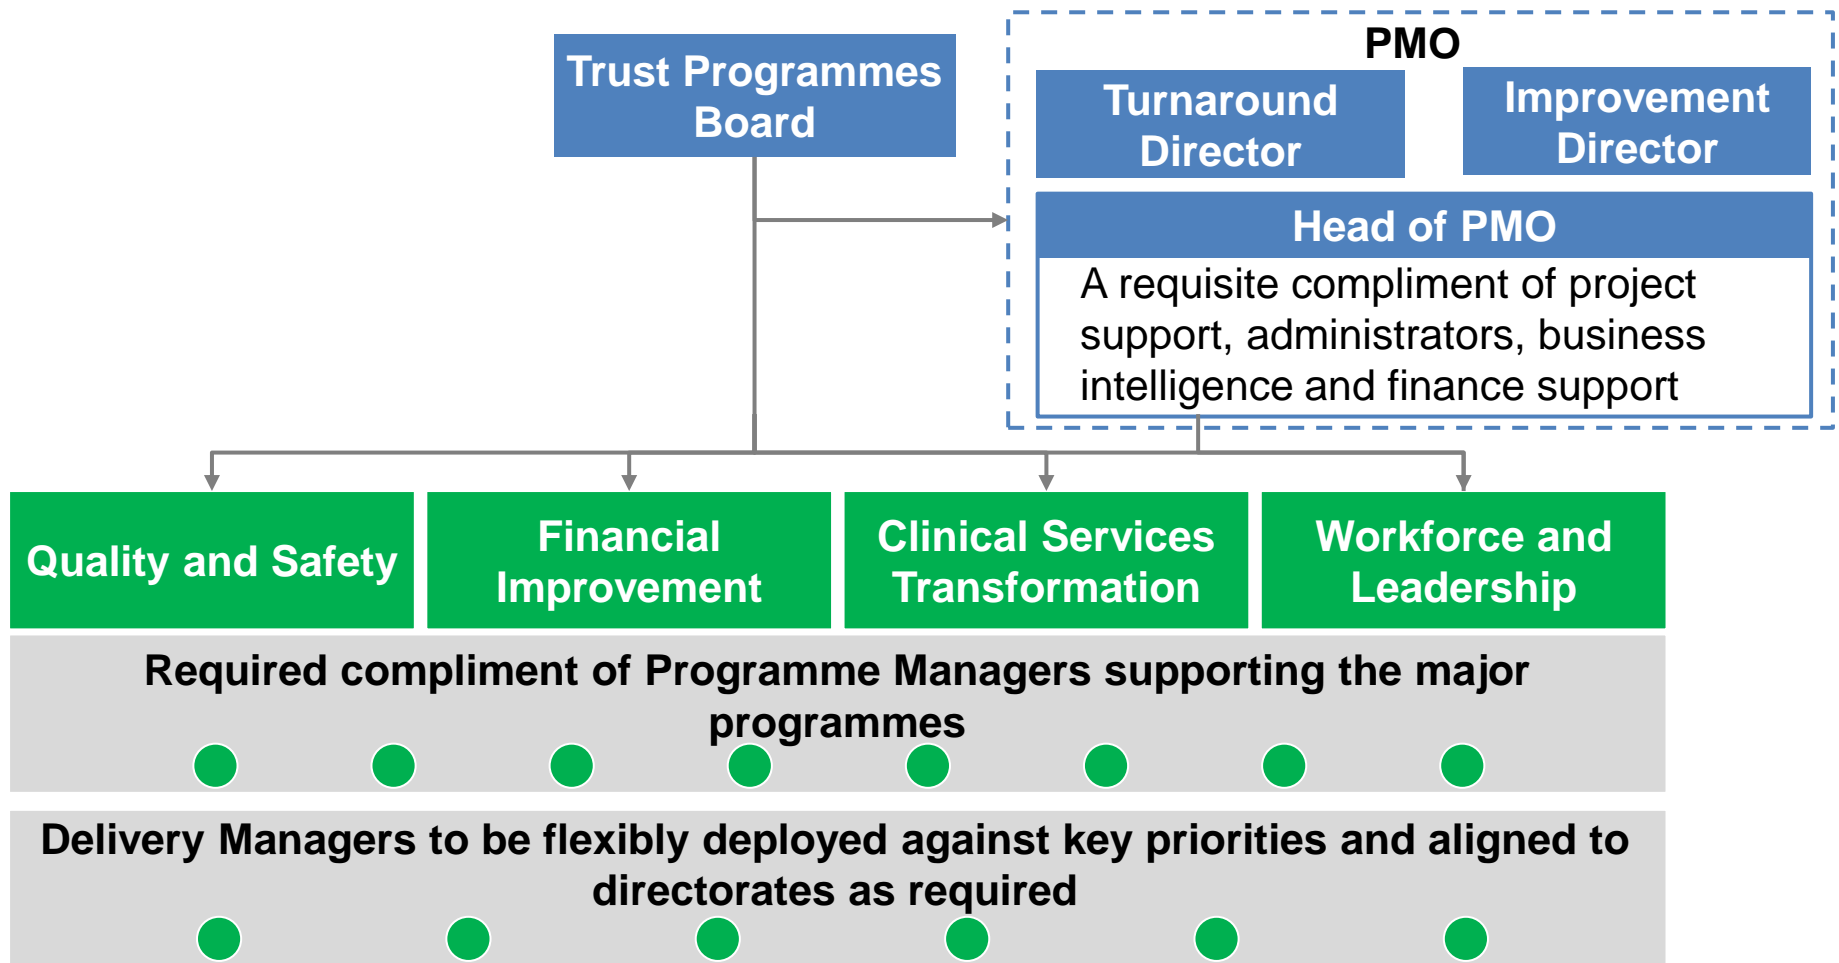 Trust Programmes
Board
PMO
Turnaround
Director
Improvement
Director
Head of PMO
A requisite compliment of project
support, administrators, business
intelligence and finance support
Quality and Safety
Financial
Improvement
Clinical Services
Transformation
Workforce and
Leadership
Required compliment of Programme Managers supporting the major
programmes
Delivery Managers to be flexibly deployed against key priorities and aligned to
directorates as required